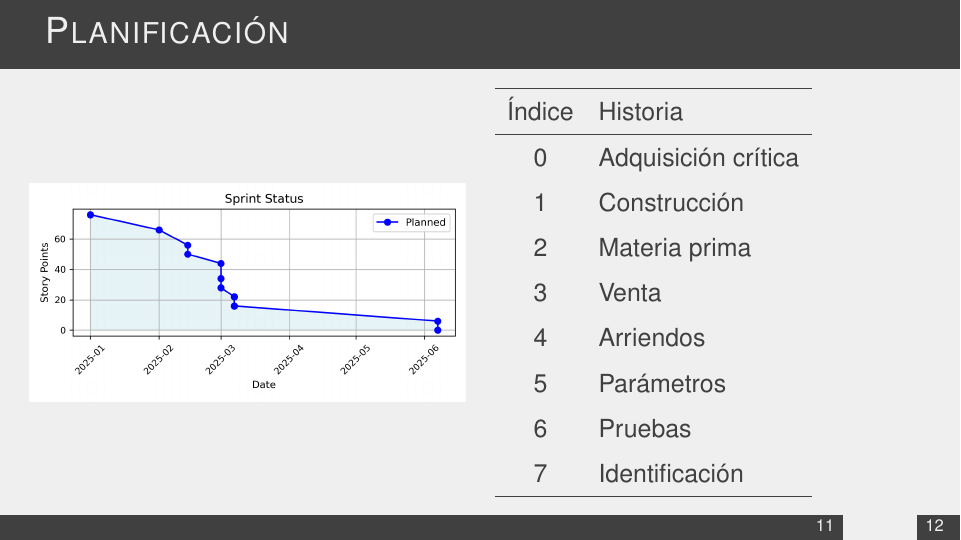 PLANIFICACIÓN
Sprint Status
Planned
Story Points
60
40
20
0
2025-01
2025-02
2025-03
2025-04
2025-05
2025-06
Date
Índice Historia
0 Adquisición crítica
1 Construcción
2 Materia prima
3 Venta
4 Arriendos
5 Parámetros
6 Pruebas
7 Identificación
11
12